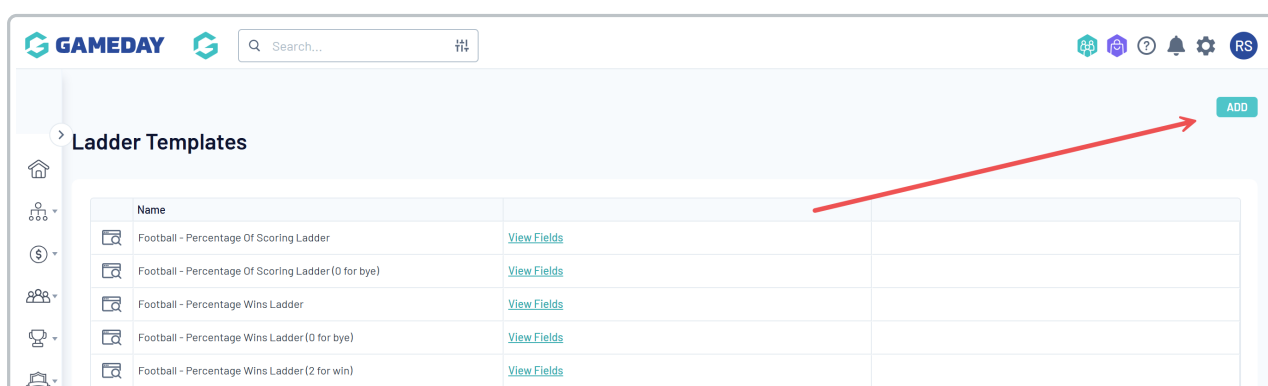 GAMEDAY
Search...
RS
ADD
Ladder Templates
Name
Football - Percentage Of Scoring Ladder View Fields
Football - Percentage Of Scoring Ladder (0 for bye) View Fields
Football - Percentage Wins Ladder View Fields
Football - Percentage Wins Ladder (0 for bye) View Fields
Football - Percentage Wins Ladder (2 for win) View Fields